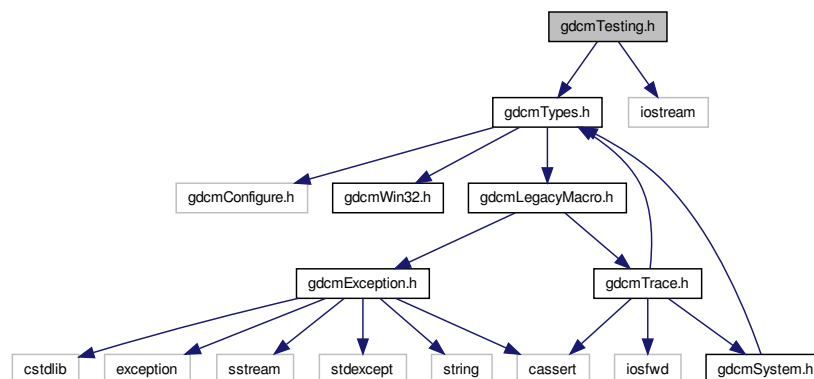 gdcmTesting.h
gdcmTypes.h
iostream
gdcmConfigure.h
gdcmWin32.h
gdcmLegacyMacro.h
gdcmException.h
gdcmTrace.h
cstdlib
exception
sstream
stdexcept
string
cassert
iosfwd
gdcmSystem.h